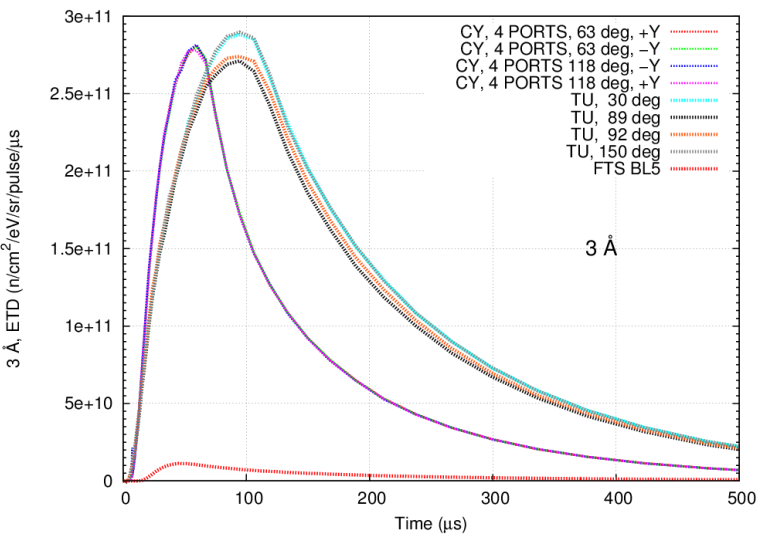 3e+11
2.5e+11
2e+11
1.5e+11
1e+11
5e+10
0
3 Å, ETD (n/cm²/eV/sr/pulse/μs
CY, 4 PORTS, 63 deg, +Y
CY, 4 PORTS, 63 deg, −Y
CY, 4 PORTS 118 deg, −Y
CY, 4 PORTS 118 deg, +Y
TU, 30 deg
TU, 89 deg
TU, 92 deg
TU, 150 deg
FTS BL5
3 Å
0 100 200 300 400 500
Time (μs)